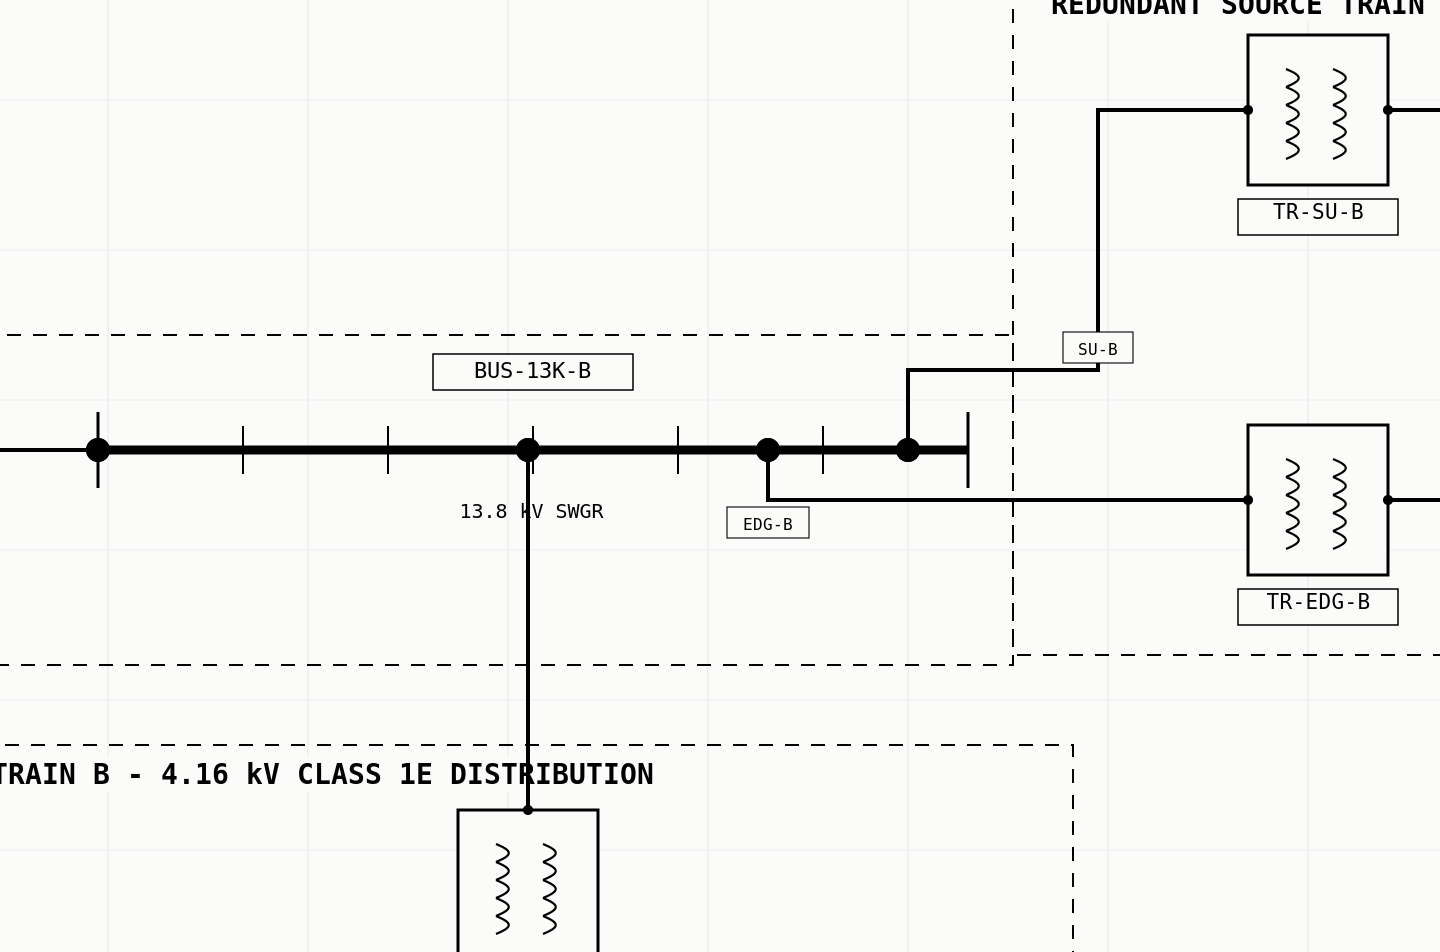 REDUNDANT SOURCE TRAIN
TR-SU-B
SU-B
BUS-13K-B
13.8 kV SWGR
EDG-B
TR-EDG-B
TRAIN B - 4.16 kV CLASS 1E DISTRIBUTION